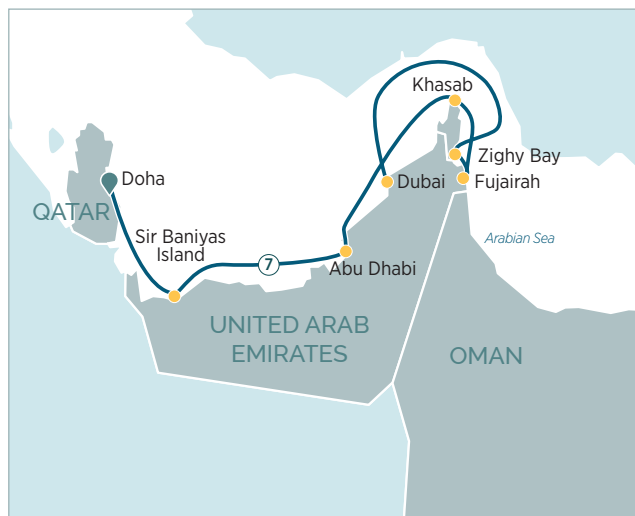 Khasab
Doha
Zighy Bay
Dubai
Fujairah
QATAR
Sir Baniyas
Island
Arabian Sea
7
Abu Dhabi
UNITED ARAB
EMIRATES
OMAN